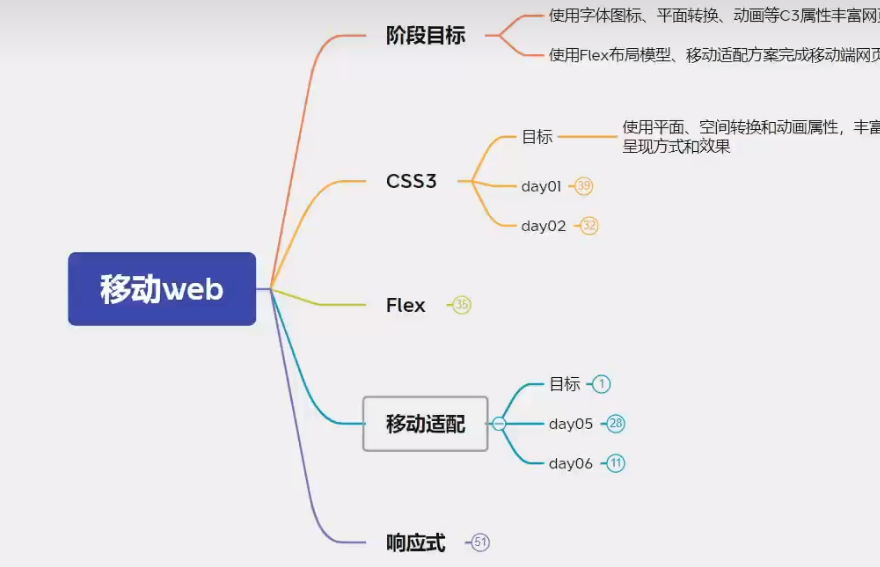 阶段目标
使用字体图标、平面转换、动画等C3属性丰富网
使用Flex布局模型、移动适配方案完成移动端网页
CSS3
目标
使用平面、空间转换和动画属性，丰富
呈现方式和效果
day01
39
day02
32
移动web
Flex
35
移动适配
目标
1
day05
28
day06
11
响应式
51